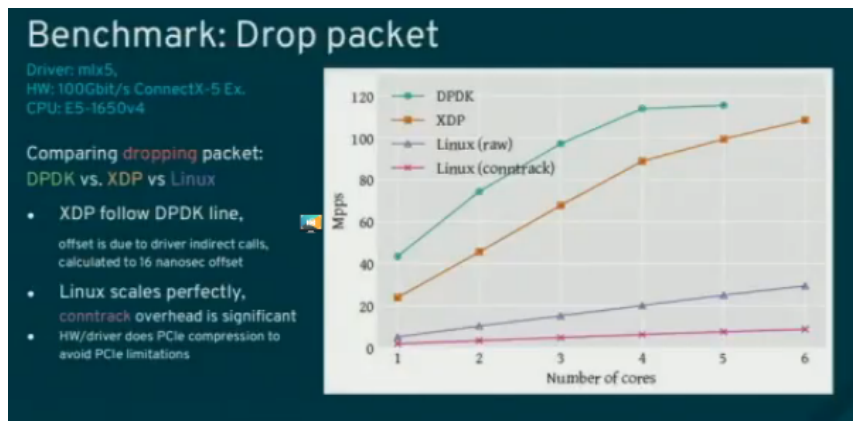 Benchmark: Drop packet
Driver: mlx5,
HW: 100Gbit/s ConnectX-5 Ex.
CPU: E5-1650v4
Comparing dropping packet:
DPDK vs. XDP vs Linux
• XDP follow DPDK line,
offset is due to driver indirect calls,
calculated to 16 nanosec offset
• Linux scales perfectly,
conntrack overhead is significant
• HW/driver does PCIe compression to
avoid PCIe limitations
DPDK
XDP
Linux (raw)
Linux (conntrack)
Mpps
120
100
80
60
40
20
0
1 2 3 4 5 6
Number of cores